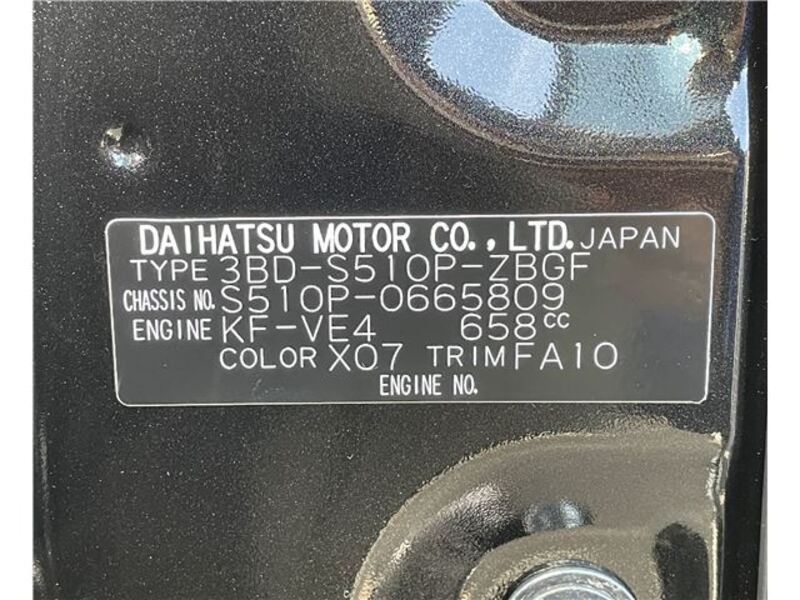 DAIHATSU MOTOR CO., LTD. JAPAN
TYPE 3BD-S510P-ZBGF
CHASSIS NO. S510P-0665809
ENGINE KF-VE4 658cc
COLOR X07 TRIM FA10
ENGINE NO.